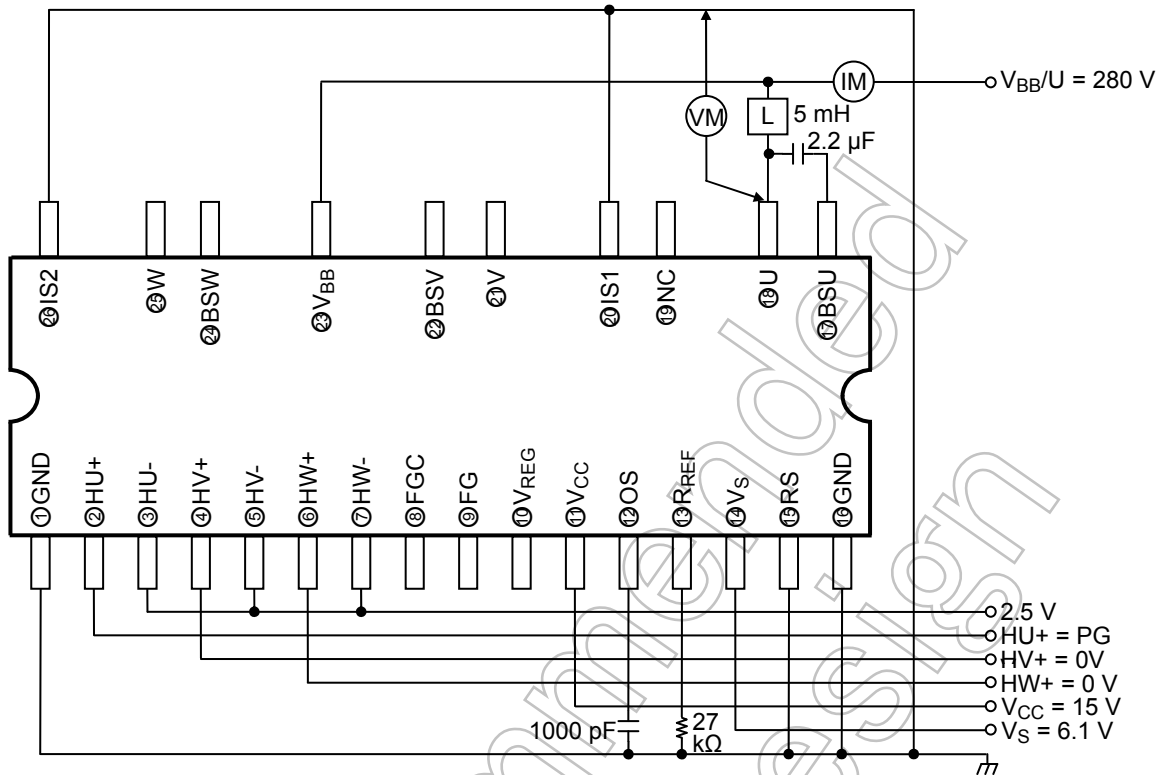 V_BB/U = 280 V
IM
VM
L
5 mH
2.2 µF
㉖IS2
㉕W
㉔BSW
㉓V_BB
㉒BSV
㉑V
⑳IS1
⑲NC
⑱U
⑰BSU
①GND
②HU+
③HU-
④HV+
⑤HV-
⑥HW+
⑦HW-
⑧FGC
⑨FG
⑩V_REG
⑪V_CC
⑫OS
⑬R_REF
⑭V_S
⑮RS
⑯GND
2.5 V
HU+ = PG
HV+ = 0V
HW+ = 0 V
V_CC = 15 V
V_S = 6.1 V
1000 pF
27
kΩ
mmended
esign